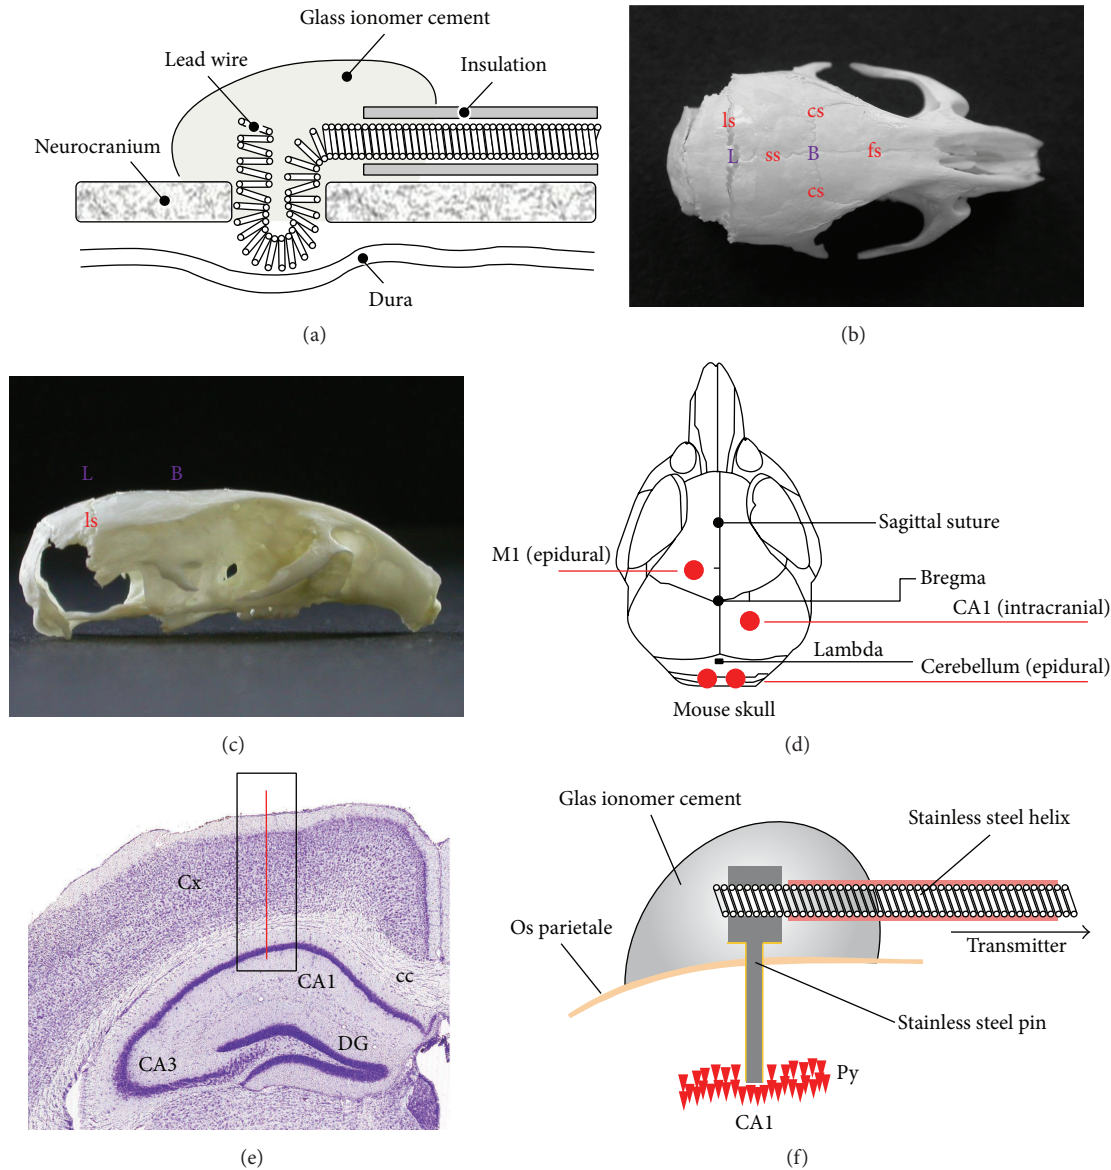 Glass ionomer cement
Lead wire
Insulation
Neurocranium
Dura
(a)
cs
ls
L
ss
B
fs
cs
(b)
L
B
ls
(c)
Sagittal suture
M1 (epidural)
Bregma
CA1 (intracranial)
Lambda
Cerebellum (epidural)
Mouse skull
(d)
Cx
cc
CA1
DG
CA3
(e)
Glas ionomer cement
Stainless steel helix
Os parietale
Transmitter
Stainless steel pin
Py
CA1
(f)